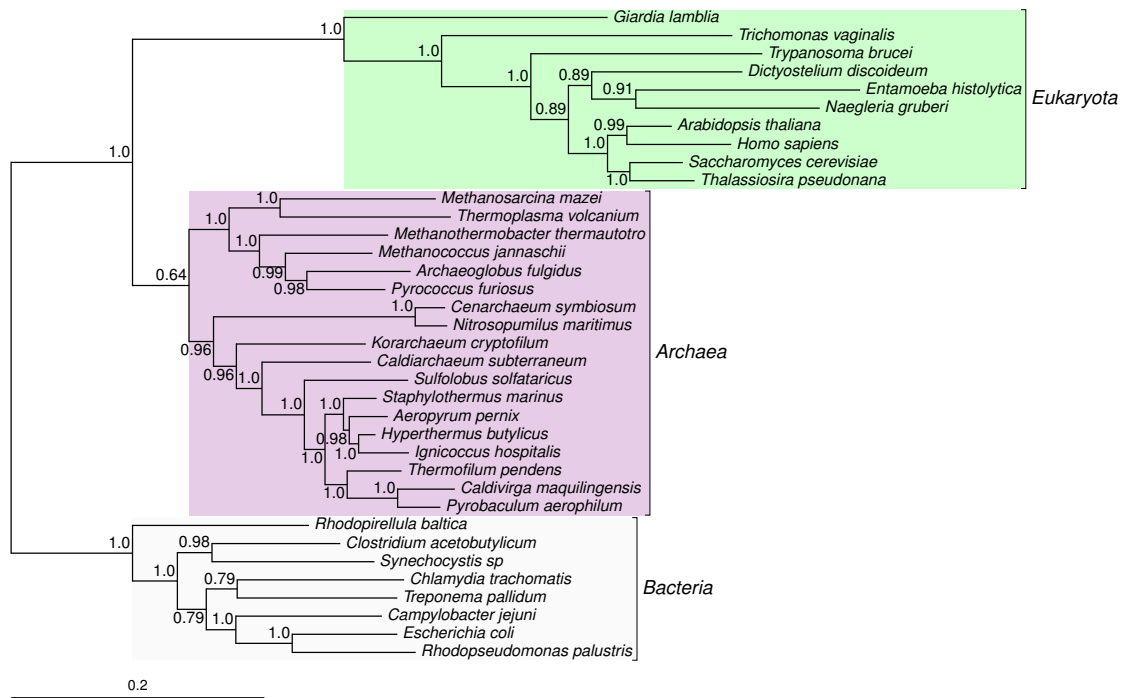 Giardia lamblia
1.0
Trichomonas vaginalis
1.0
Trypanosoma brucei
1.0
Dictyostelium discoideum
0.89
Entamoeba histolytica
0.91
Eukaryota
Naegleria gruberi
0.89
Arabidopsis thaliana
0.99
Homo sapiens
1.0
Saccharomyces cerevisiae
1.0
Thalassiosira pseudonana
1.0
Methanosarcina mazei
1.0
Thermoplasma volcanium
1.0
Methanothermobacter thermautotro
1.0
Methanococcus jannaschii
0.99
Archaeoglobus fulgidus
0.64
0.98
Pyrococcus furiosus
Cenarchaeum symbiosum
1.0
Nitrosopumilus maritimus
Korarchaeum cryptofilum
0.96
Archaea
Caldiarchaeum subterraneum
0.96
1.0
Sulfolobus solfataricus
Staphylothermus marinus
1.0
1.0
Aeropyrum pernix
Hyperthermus butylicus
0.98
Ignicoccus hospitalis
1.0
1.0
Thermofilum pendens
Caldivirga maquilingensis
1.0
1.0
Pyrobaculum aerophilum
Rhodopirellula baltica
1.0
Clostridium acetobutylicum
0.98
Synechocystis sp
1.0
Chlamydia trachomatis
0.79
Bacteria
Treponema pallidum
Campylobacter jejuni
0.79
1.0
Escherichia coli
1.0
Rhodopseudomonas palustris
0.2